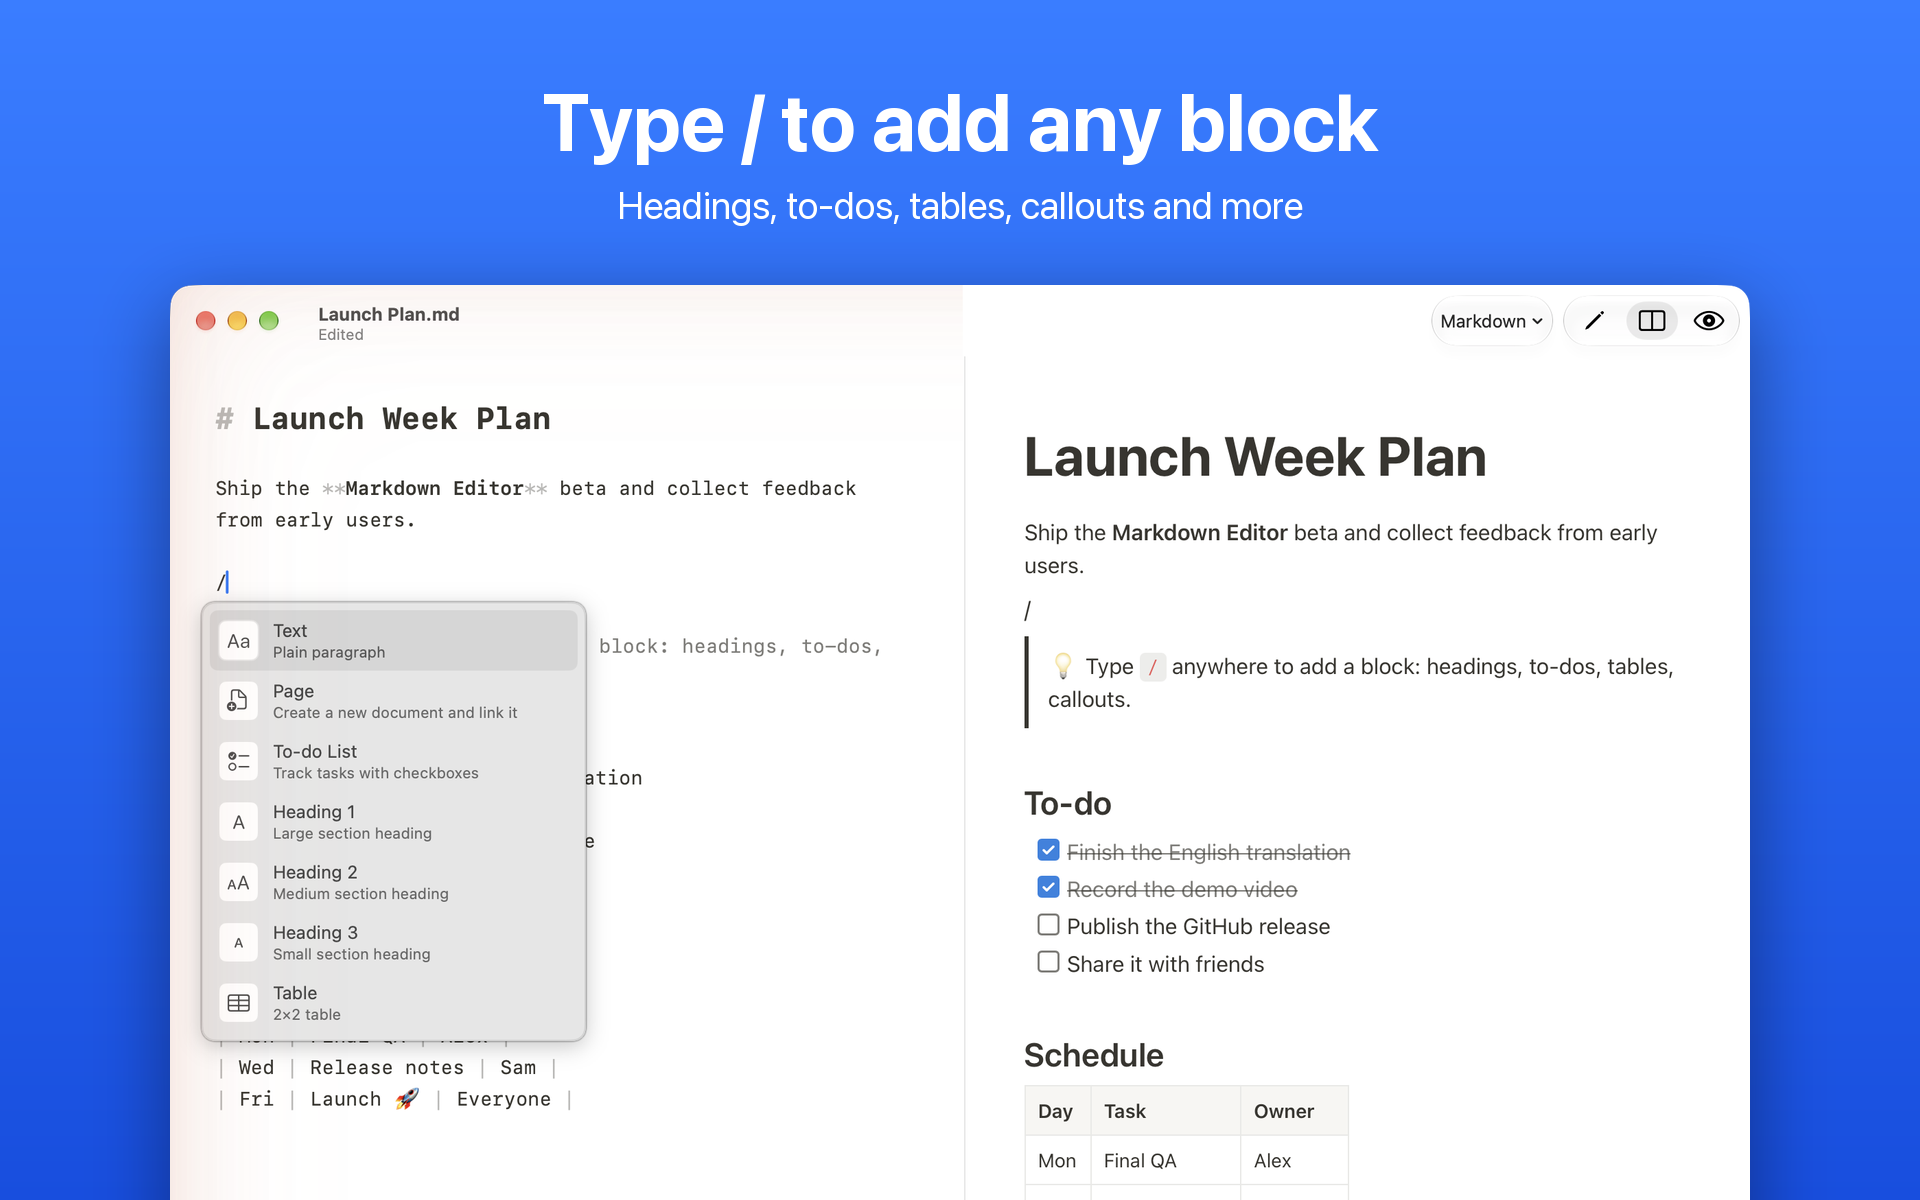 Type / to add any block
Headings, to-dos, tables, callouts and more
Launch Plan.md
Edited
Markdown
# Launch Week Plan
Ship the **Markdown Editor** beta and collect feedback
from early users.
/
block: headings, to-dos,
Text
Plain paragraph
Page
Create a new document and link it
To-do List
Track tasks with checkboxes
ation
Heading 1
Large section heading
e
Heading 2
Medium section heading
Heading 3
Small section heading
Table
2×2 table
| Mon | Final QA | Alex |
| Wed | Release notes | Sam |
| Fri | Launch 🚀 | Everyone |
Launch Week Plan
Ship the Markdown Editor beta and collect feedback from early
users.
/
💡 Type / anywhere to add a block: headings, to-dos, tables,
callouts.
To-do
Finish the English translation
Record the demo video
Publish the GitHub release
Share it with friends
Schedule
Day Task Owner
Mon Final QA Alex